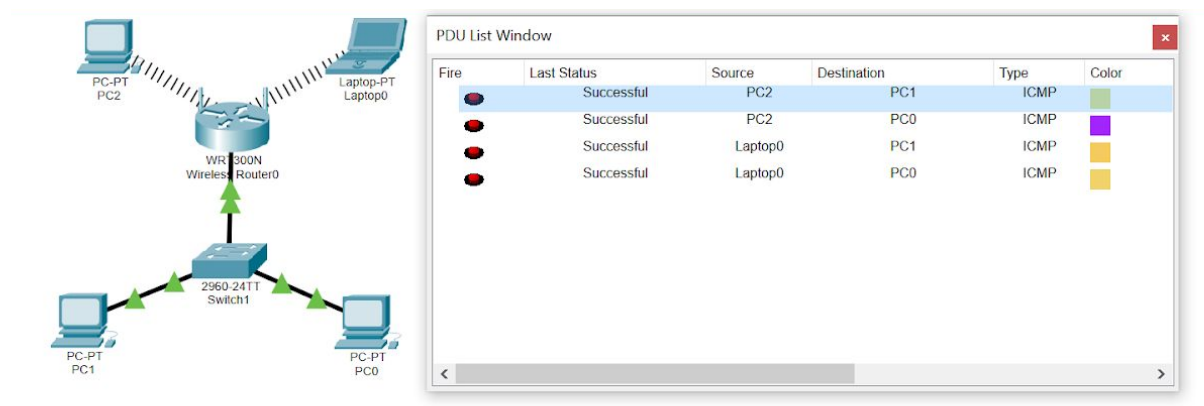 PC-PT
PC2
Laptop-PT
Laptop0
WRT300N
Wireless Router0
2960-24TT
Switch1
PC-PT
PC1
PC-PT
PC0
PDU List Window
Fire Last Status Source Destination Type Color
Successful PC2 PC1 ICMP
Successful PC2 PC0 ICMP
Successful Laptop0 PC1 ICMP
Successful Laptop0 PC0 ICMP